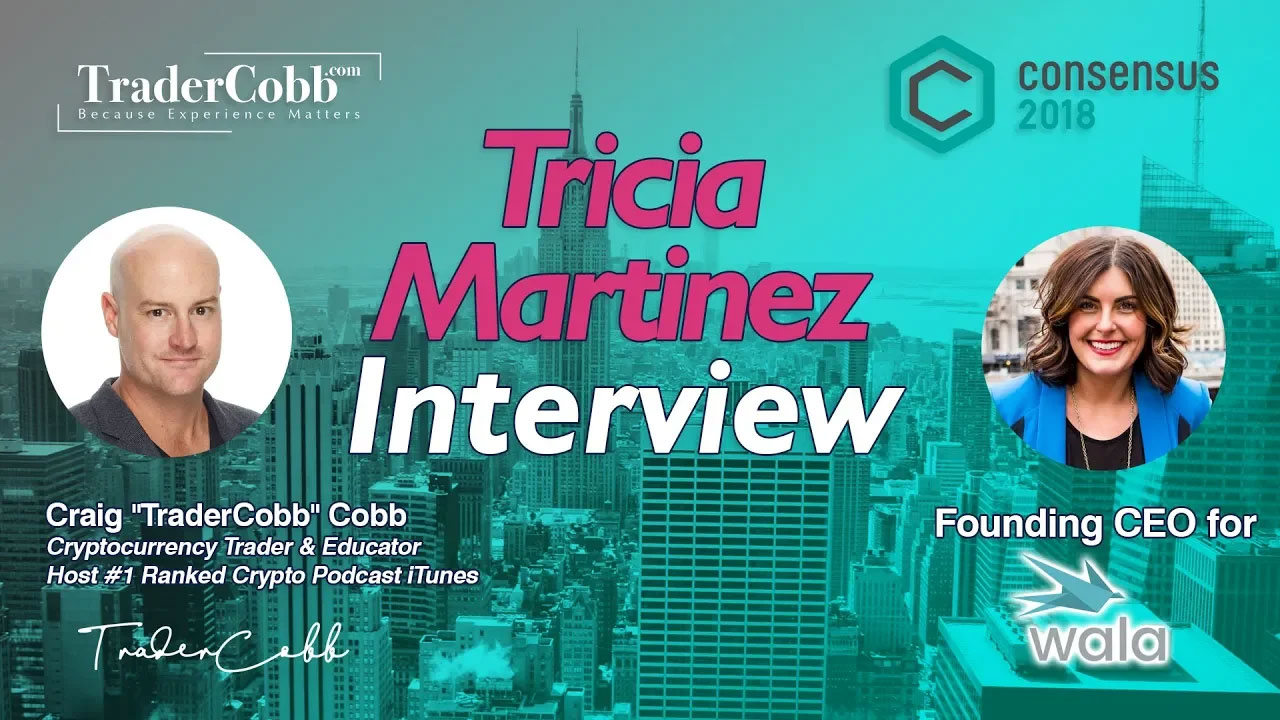 TraderCobb.com
Because Experience Matters
consensus
2018
Tricia
Martinez
Interview
Craig "TraderCobb" Cobb
Cryptocurrency Trader & Educator
Host #1 Ranked Crypto Podcast iTunes
TraderCobb
Founding CEO for
wala